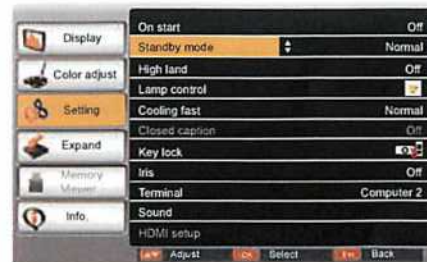 Display
Color adjust
Setting
Expand
Memory
Viewer
Info.
On start Off
Standby mode Normal
High land Off
Lamp control
Cooling fast Normal
Closed caption Off
Key lock
Iris Off
Terminal Computer 2
Sound
HDMI setup
Adjust Select Back